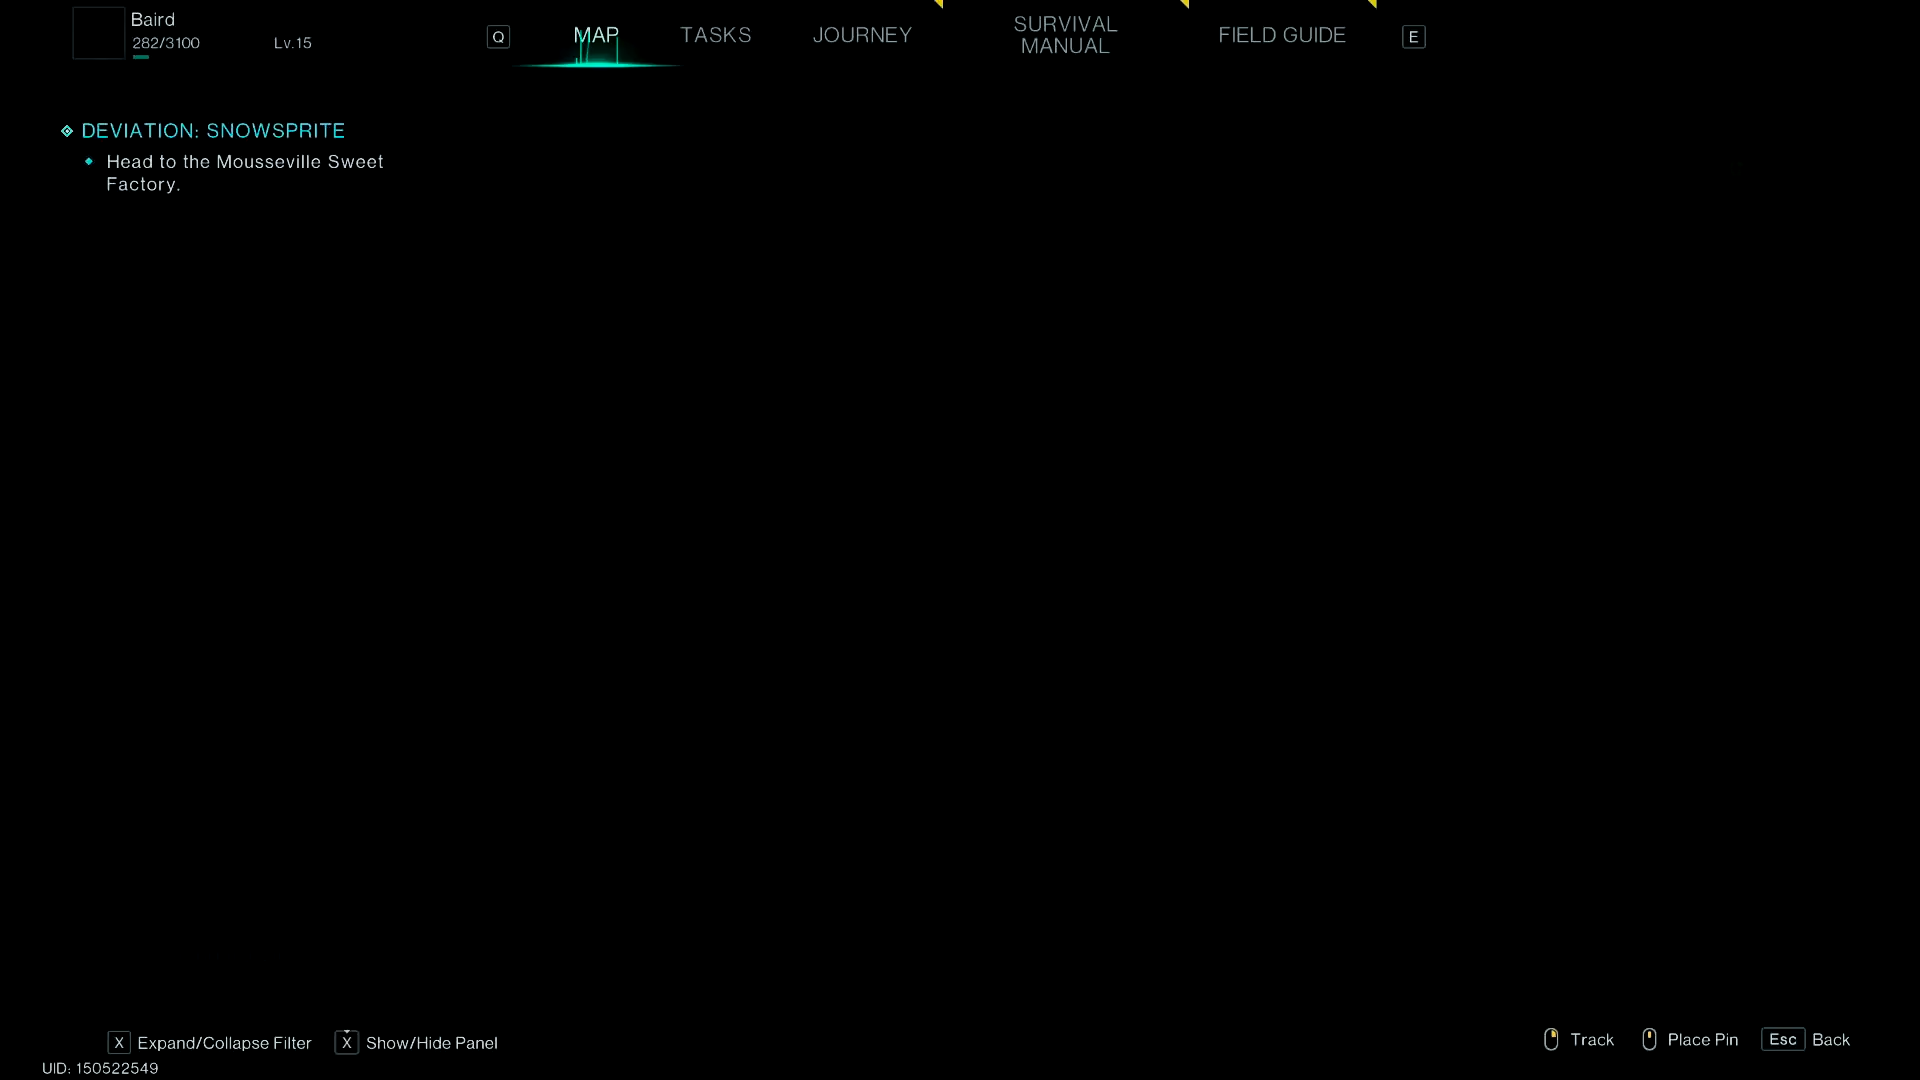 Baird
282/3100 Lv.15
Q MAP TASKS JOURNEY SURVIVAL MANUAL FIELD GUIDE E
DEVIATION: SNOWSPRITE
Head to the Mousseville Sweet
Factory.
X Expand/Collapse Filter X Show/Hide Panel
Track Place Pin Esc Back
UID: 150522549